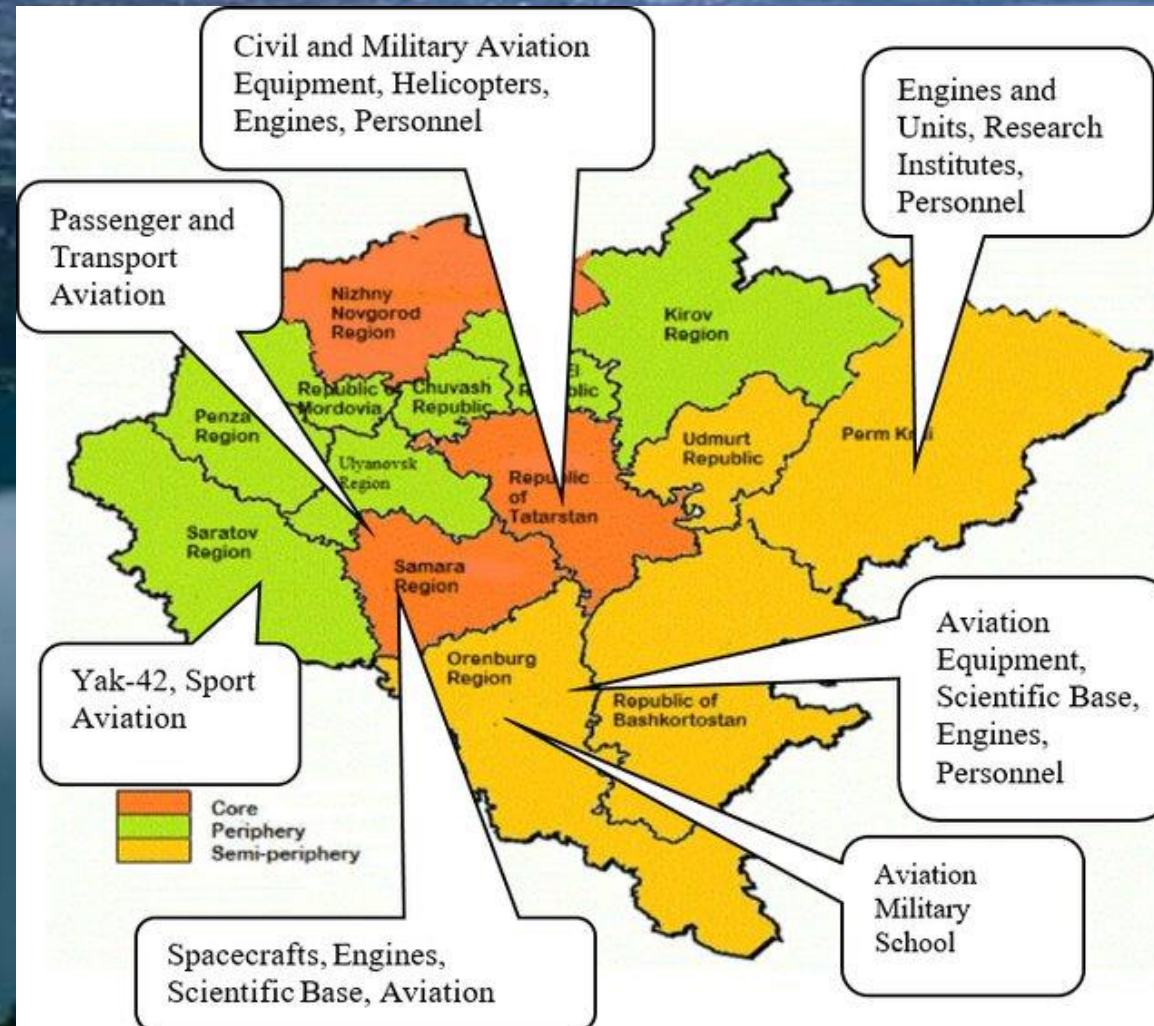 Civil and Military Aviation
Equipment, Helicopters,
Engines, Personnel
Engines and
Units, Research
Institutes,
Personnel
Passenger and
Transport
Aviation
Nizhny
Novgorod
Region
Kirov
Region
Republic of
Mordovia
Chuvash
Republic
El
blic
Penza
Region
Udmurt
Republic
Perm
Ulyanovsk
Region
Republic
of
Tatarstan
Saratov
Region
Samara
Region
Yak-42, Sport
Aviation
Orenburg
Region
Republic of
Bashkortostan
Aviation
Equipment,
Scientific Base,
Engines,
Personnel
Core
Periphery
Semi-periphery
Aviation
Military
School
Spacecrafts, Engines,
Scientific Base, Aviation